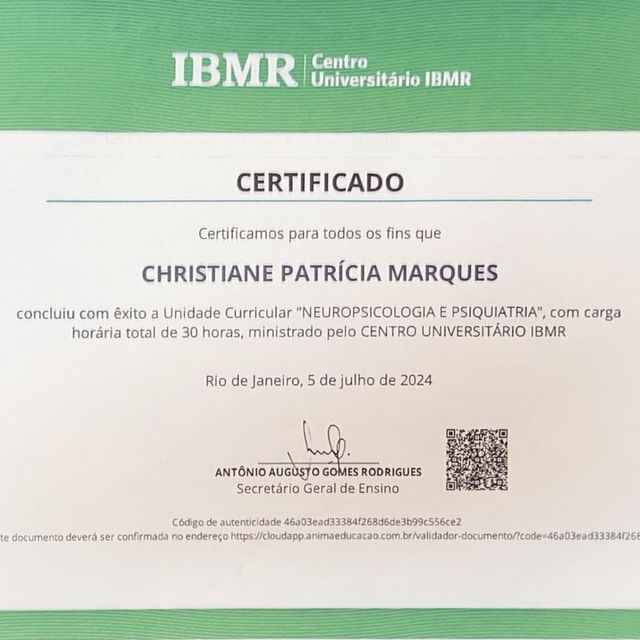 IBMR Centro
Universitário IBMR
CERTIFICADO
Certificamos para todos os fins que
CHRISTIANE PATRÍCIA MARQUES
concluiu com êxito a Unidade Curricular "NEUROPSICOLOGIA E PSIQUIATRIA", com carga
horária total de 30 horas, ministrado pelo CENTRO UNIVERSITÁRIO IBMR
Rio de Janeiro, 5 de julho de 2024
ANTÔNIO AUGUSTO GOMES RODRIGUES
Secretário Geral de Ensino
Código de autenticidade 46a03ead33384f268d6de3b99c556ce2
te documento deverá ser confirmada no endereço https://cloudapp.animaeducacao.com.br/validador-documento/?code=46a03ead33384f268